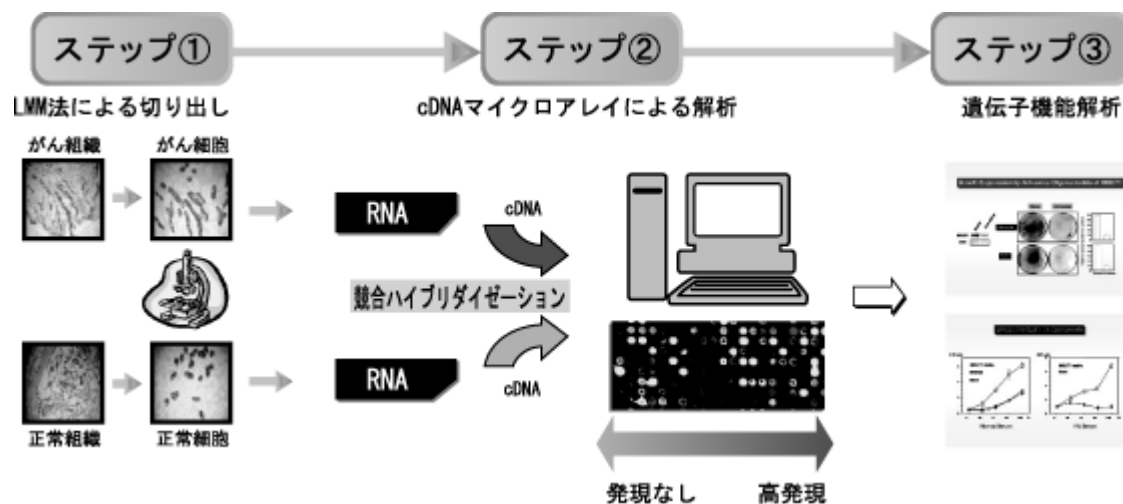 ステップ①
ステップ②
ステップ③
LMM法による切り出し
cDNAマイクロアレイによる解析
遺伝子機能解析
がん組織
がん細胞
RNA
cDNA
競合ハイブリダイゼーション
RNA
cDNA
正常組織
正常細胞
発現なし
高発現